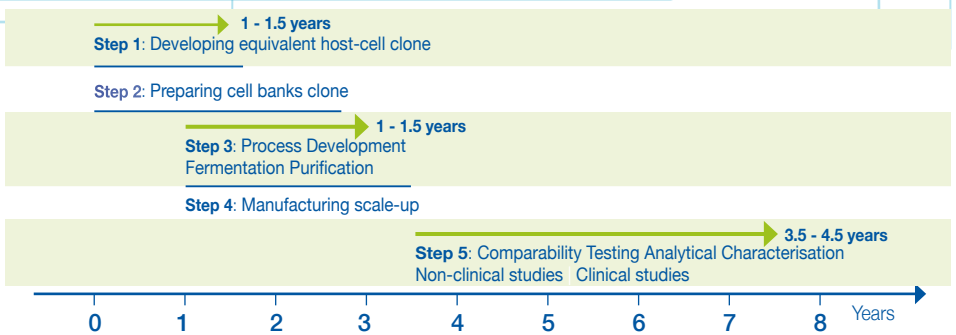 1 - 1.5 years
Step 1: Developing equivalent host-cell clone
Step 2: Preparing cell banks clone
1 - 1.5 years
Step 3: Process Development
Fermentation Purification
Step 4: Manufacturing scale-up
3.5 - 4.5 years
Step 5: Comparability Testing Analytical Characterisation
Non-clinical studies Clinical studies
0 1 2 3 4 5 6 7 8 Years